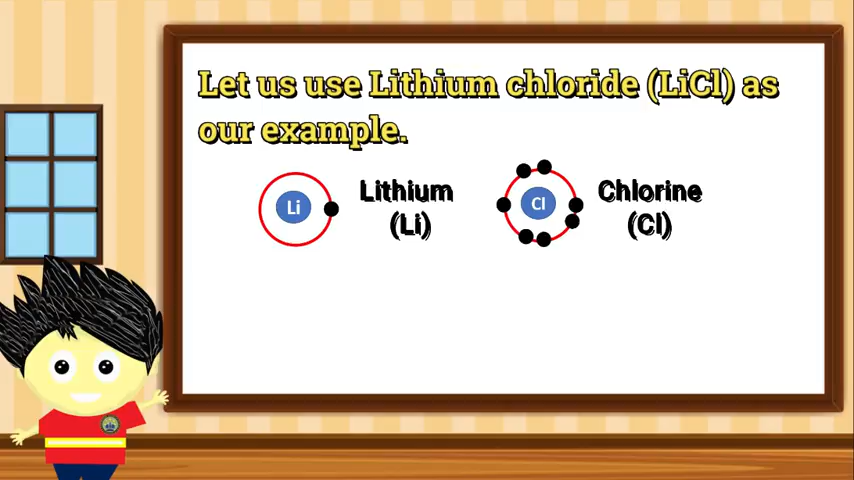 Let us use Lithium chloride (LiCl) as
our example.
Li
Lithium
(Li)
Cl
Chlorine
(Cl)